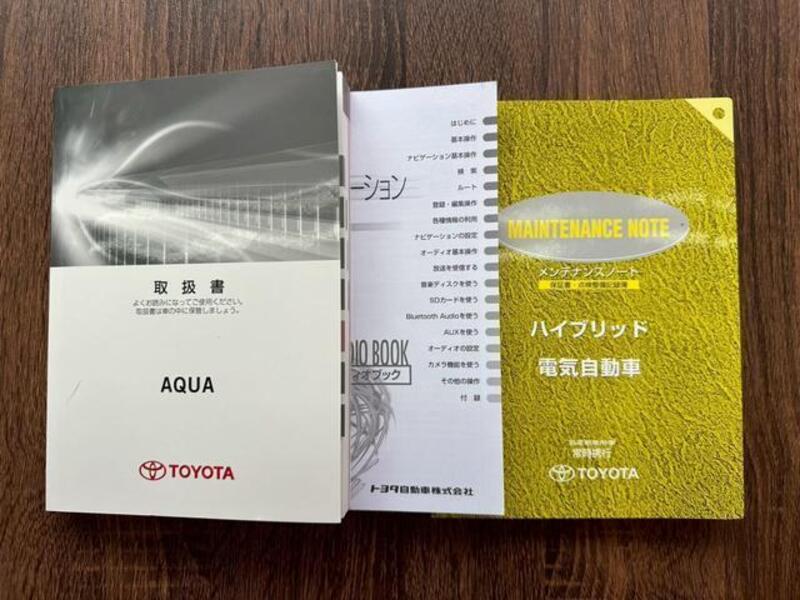 取扱書
よくお読みになってご使用ください。
取扱書は車の中に保管しましょう。
AQUA
TOYOTA
ーション
はじめに
基本操作
ナビゲーション基本操作
検 索
ルート
登録・編集操作
各種情報の利用
ナビゲーションの設定
オーディオ基本操作
放送を受信する
音楽ディスクを使う
SDカードを使う
Bluetooth Audioを使う
AUXを使う
オーディオの設定
カメラ機能を使う
その他の操作
付 録
DIO BOOK
ィオブック
トヨタ自動車株式会社
MAINTENANCE NOTE
メンテナンスノート
保証書・点検整備記録簿
ハイブリッド
電気自動車
常時携行
TOYOTA